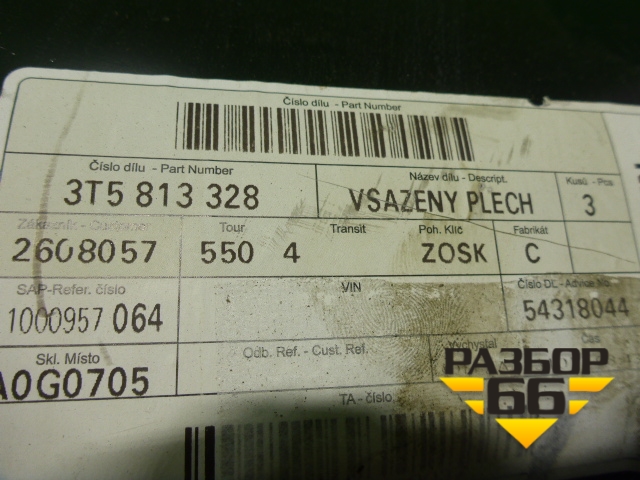 Číslo dílu - Part Number
Číslo dílu - Part Number
Název dílu - Descript.
Kusů - Pcs
3T5 813 328
VSAZENY PLECH
3
Zákazník - Customer
Tour
Transit
Poh. Klíč
Fabrikát
2608057
550 4
ZOSK
C
SAP-Refer. číslo
VIN
Číslo DL - Advice No.
1000957 064
54318044
Skl. Místo
Odb. Ref. - Cust. Ref.
Vychystal
Čas
A0G0705
TA - číslo
РАЗБОР
66